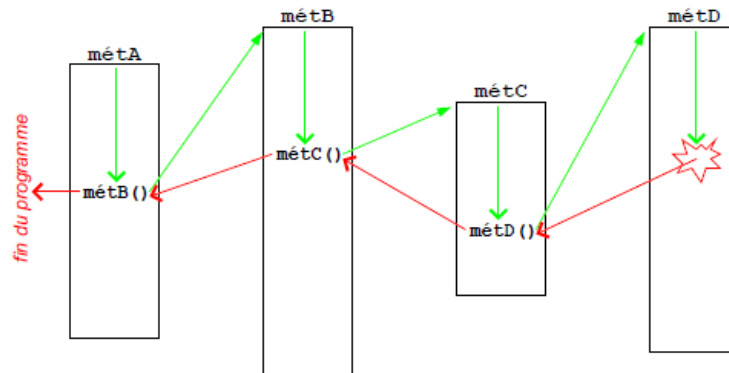 métA
métB
métC
métD
métB()
métC()
métD()
fin du programme